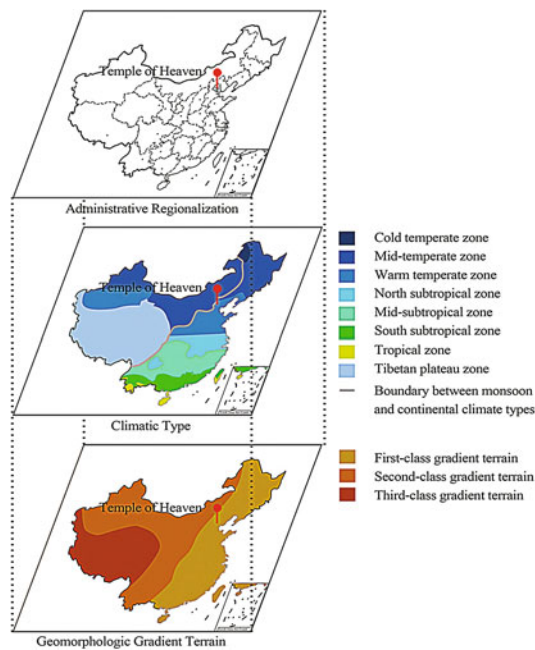 Temple of Heaven
Administrative Regionalization
Temple of Heaven
Climatic Type
Cold temperate zone
Mid-temperate zone
Warm temperate zone
North subtropical zone
Mid-subtropical zone
South subtropical zone
Tropical zone
Tibetan plateau zone
Boundary between monsoon
and continental climate types
Temple of Heaven
Geomorphologic Gradient Terrain
First-class gradient terrain
Second-class gradient terrain
Third-class gradient terrain